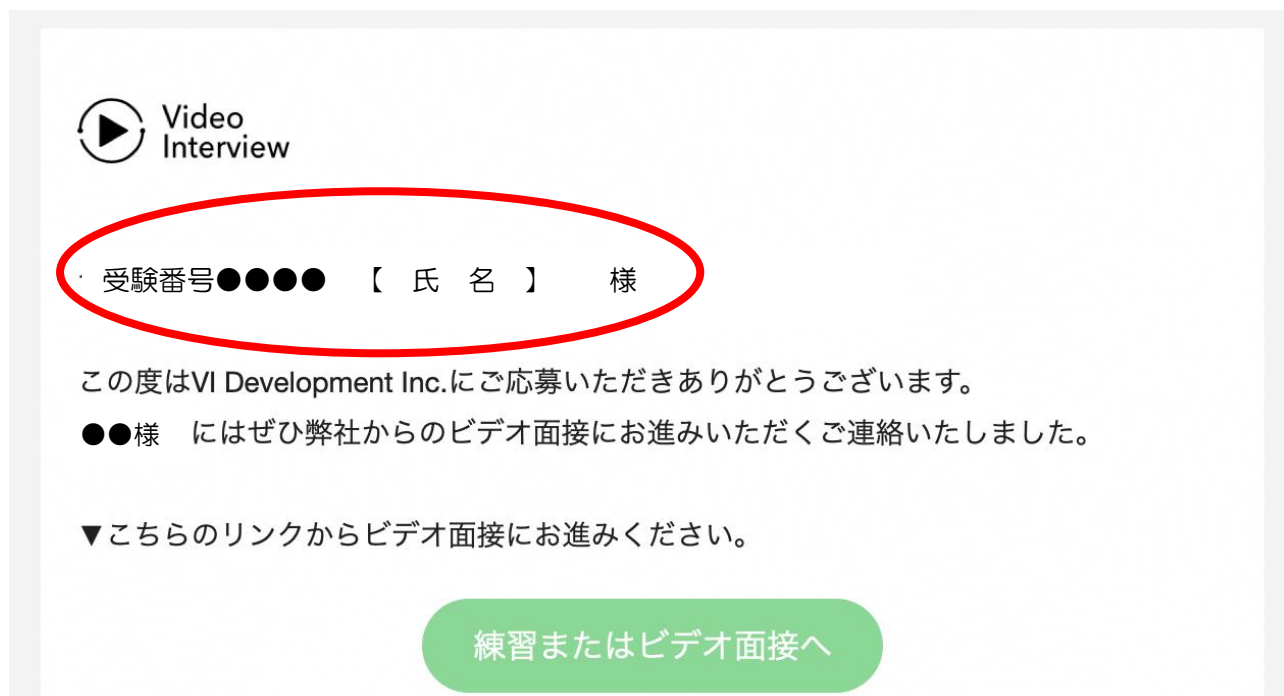 Video
Interview
受験番号●●●● 【 氏 名 】 様
この度はVI Development Inc.にご応募いただきありがとうございます。
●●様 にはぜひ弊社からのビデオ面接にお進みいただくご連絡いたしました。
▼こちらのリンクからビデオ面接にお進みください。
練習またはビデオ面接へ